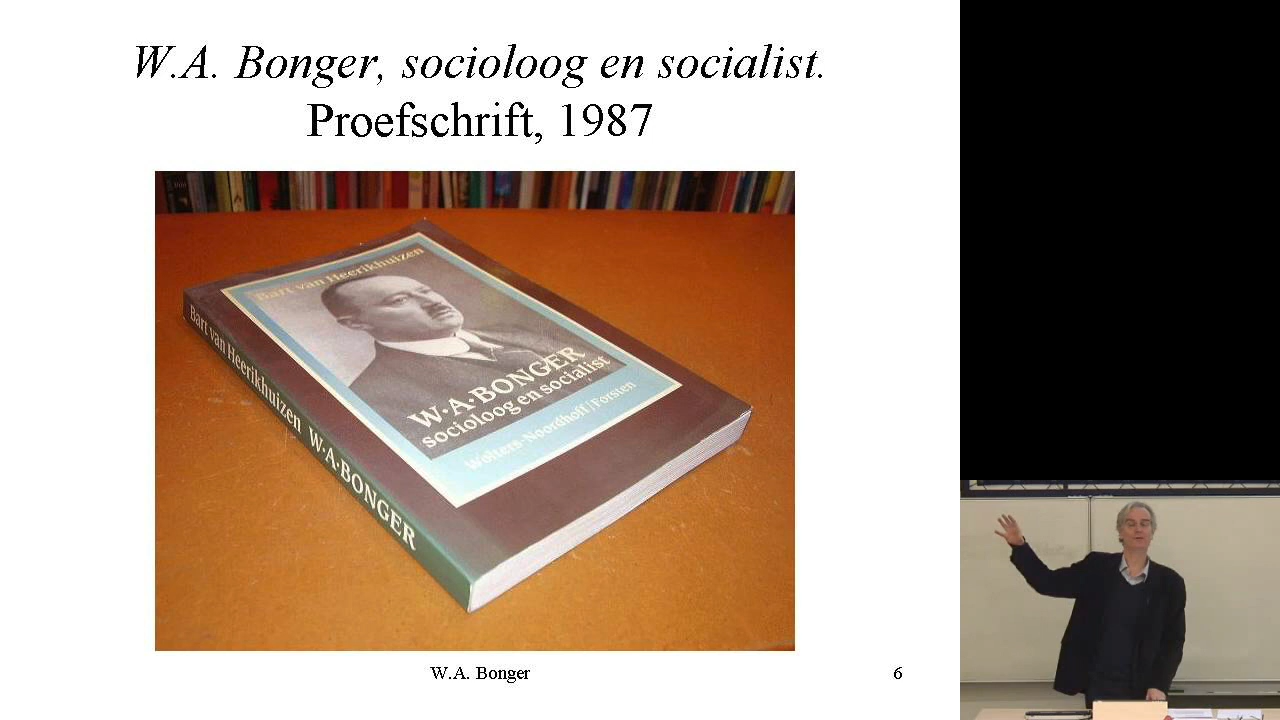 W.A. Bonger, socioloog en socialist.
Proefschrift, 1987
Bart van Heerikhuizen
W·A·BONGER
socioloog en socialist
Wolters-Noordhoff/Forsten
Bart van Heerikhuizen W·A·BONGER
W.A. Bonger
6